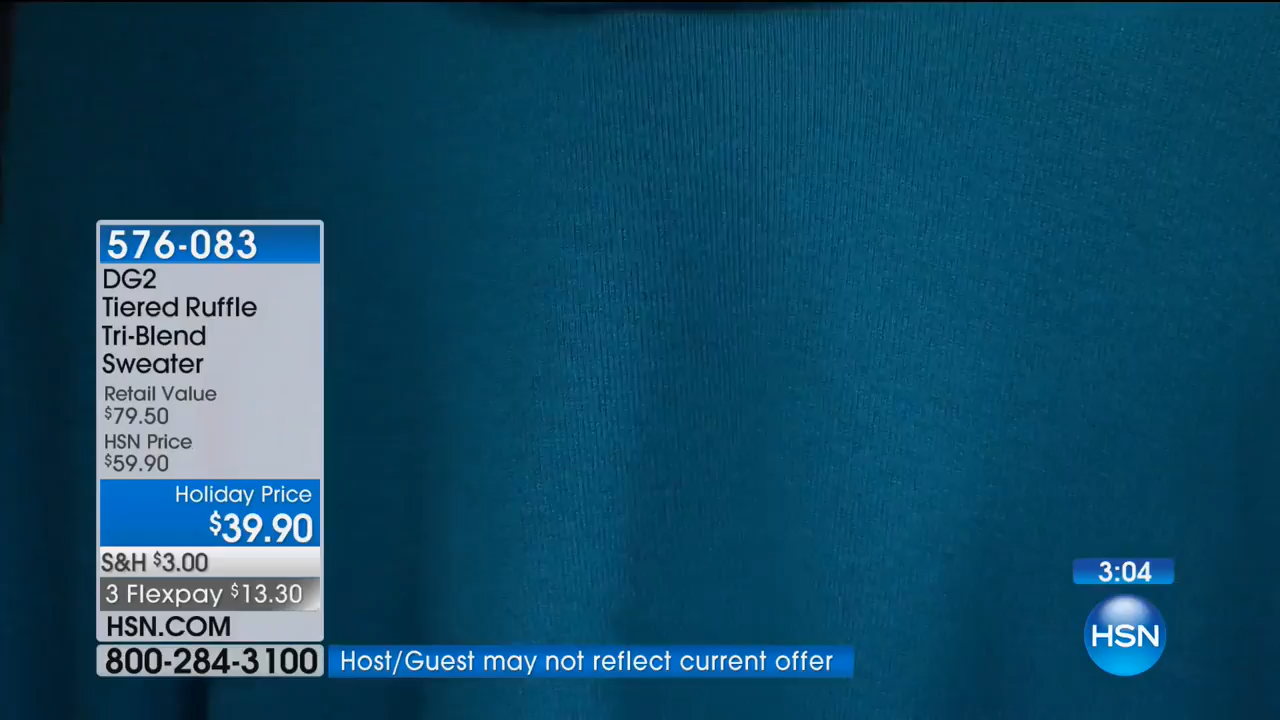 576-083
DG2
Tiered Ruffle
Tri-Blend
Sweater
Retail Value
$79.50
HSN Price
$59.90
Holiday Price
$39.90
S&H $3.00
3 Flexpay $13.30
HSN.COM
800-284-3100
Host/Guest may not reflect current offer
3:04
HSN